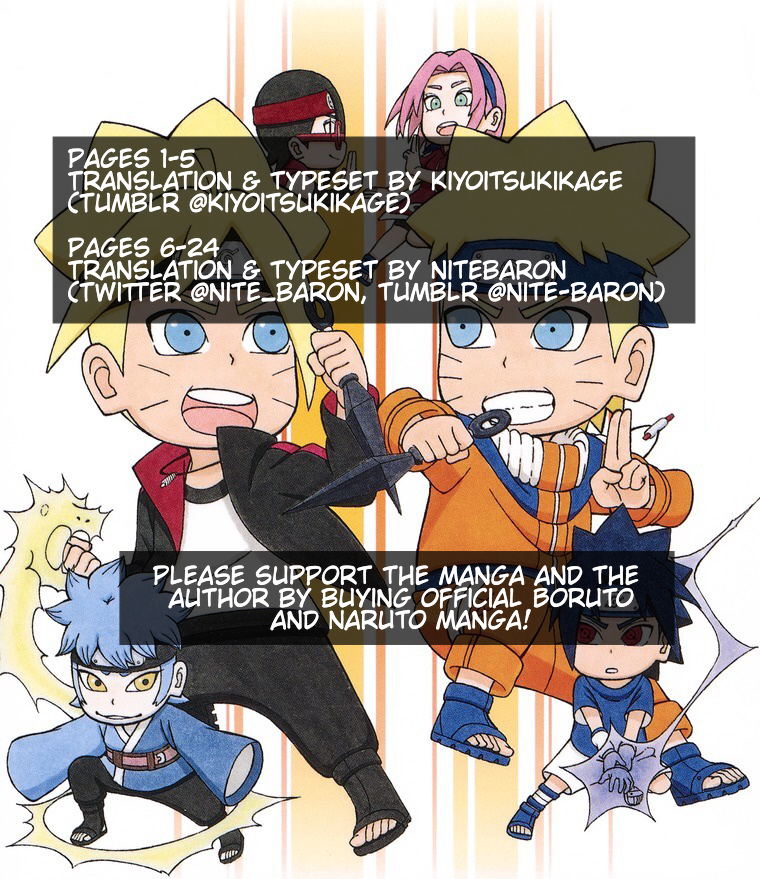 PAGES 1-5
TRANSLATION & TYPESET BY KIYOITSUKIKAGE
(TUMBLR @KIYOITSUKIKAGE)
PAGES 6-24
TRANSLATION & TYPESET BY NITEBARON
(TWITTER @NITE_BARON, TUMBLR @NITE-BARON)
PLEASE SUPPORT THE MANGA AND THE
AUTHOR BY BUYING OFFICIAL BORUTO
AND NARUTO MANGA!